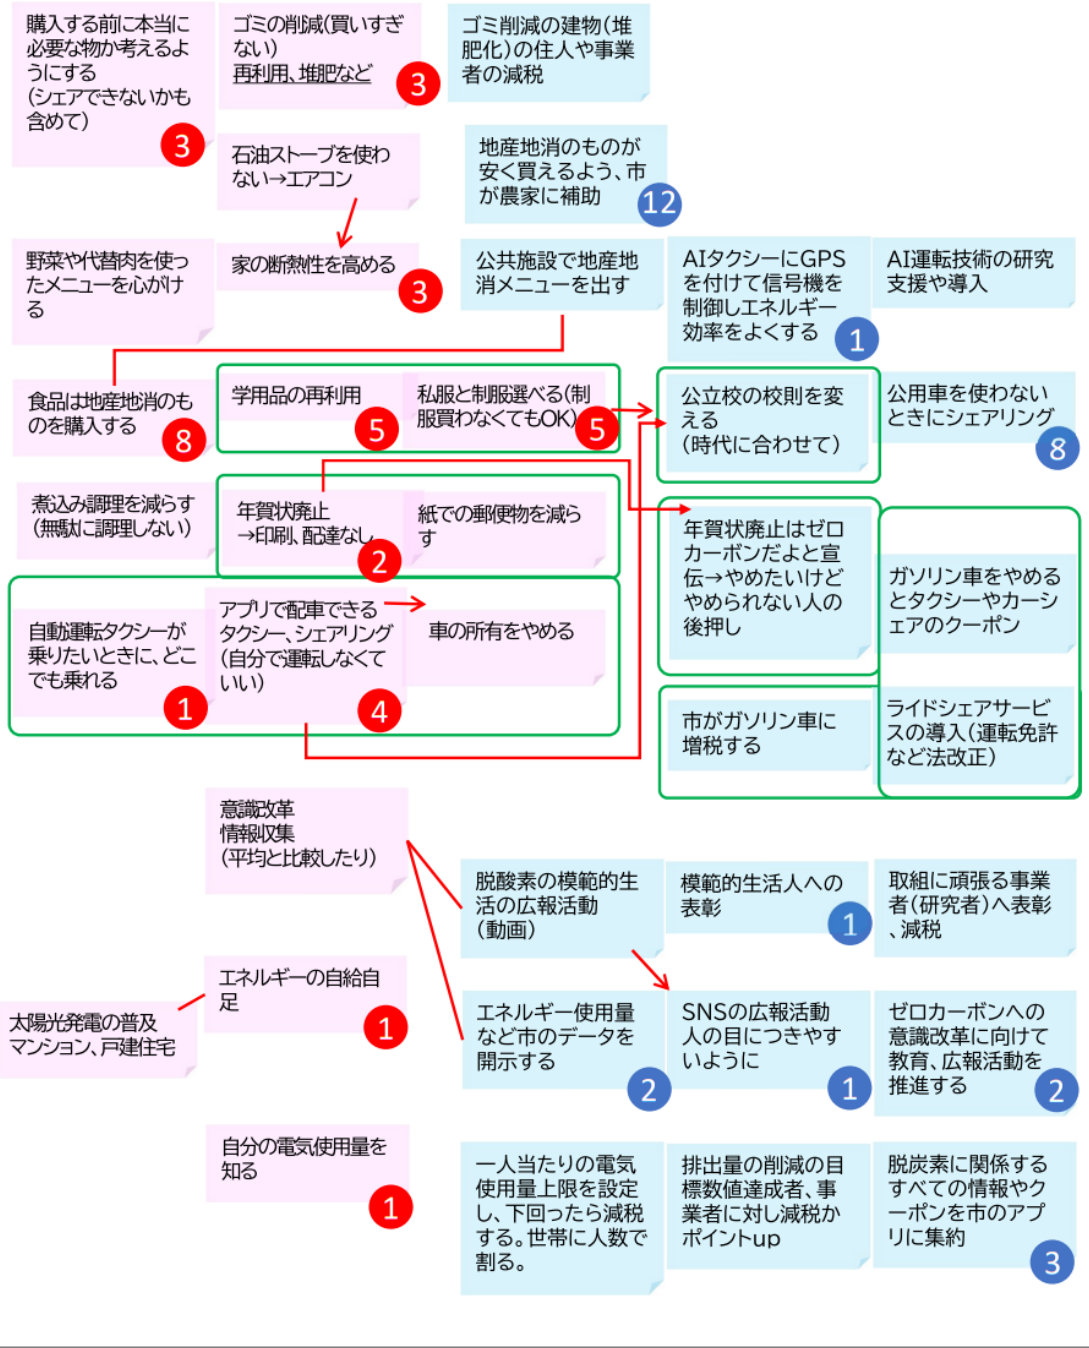 購入する前に本当に
必要な物か考えるよ
うにする
(シェアできないかも
含めて)
3
ゴミの削減(買いすぎ
ない)
再利用、堆肥など
3
ゴミ削減の建物(堆
肥化)の住人や事業
者の減税
石油ストーブを使わ
ない→エアコン
地産地消のものが
安く買えるよう、市
が農家に補助
12
野菜や代替肉を使っ
たメニューを心がけ
る
家の断熱性を高める
3
公共施設で地産地
消メニューを出す
AIタクシーにGPS
を付けて信号機を
制御しエネルギー
効率をよくする
1
AI運転技術の研究
支援や導入
食品は地産地消のも
のを購入する
8
学用品の再利用
5
私服と制服選べる(制
服買わなくてもOK)
5
公立校の校則を変
える
(時代に合わせて)
公用車を使わない
ときにシェアリング
8
煮込み調理を減らす
(無駄に調理しない)
年賀状廃止
→印刷、配達なし
2
紙での郵便物を減ら
す
年賀状廃止はゼロ
カーボンだよと宣
伝→やめたいけど
やめられない人の
後押し
ガソリン車をやめる
とタクシーやカーシ
ェアのクーポン
自動運転タクシーが
乗りたいときに、どこ
でも乗れる
1
アプリで配車できる
タクシー、シェアリング
(自分で運転しなくて
いい)
4
車の所有をやめる
市がガソリン車に
増税する
ライドシェアサービ
スの導入(運転免許
など法改正)
意識改革
情報収集
(平均と比較したり)
脱酸素の模範的生
活の広報活動
(動画)
模範的生活人への
表彰
1
取組に頑張る事業
者(研究者)へ表彰
、減税
太陽光発電の普及
マンション、戸建住宅
エネルギーの自給自
足
1
エネルギー使用量
など市のデータを
開示する
2
SNSの広報活動
人の目につきやす
いように
1
ゼロカーボンへの
意識改革に向けて
教育、広報活動を
推進する
2
自分の電気使用量を
知る
1
一人当たりの電気
使用量上限を設定
し、下回ったら減税
する。世帯に人数で
割る。
排出量の削減の目
標数値達成者、事
業者に対し減税か
ポイントup
脱炭素に関係する
すべての情報やク
ーポンを市のアプ
リに集約
3